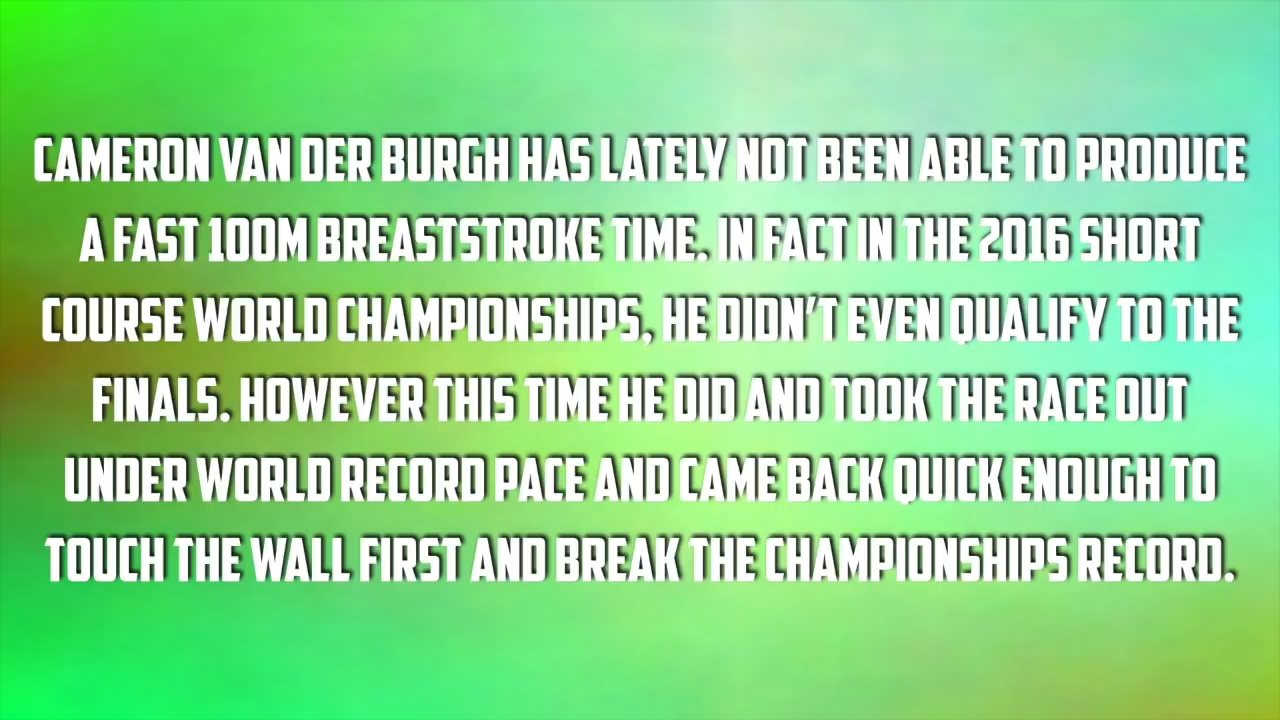 CAMERON VAN DER BURGH HAS LATELY NOT BEEN ABLE TO PRODUCE
A FAST 100M BREASTSTROKE TIME. IN FACT IN THE 2016 SHORT
COURSE WORLD CHAMPIONSHIPS, HE DIDN'T EVEN QUALIFY TO THE
FINALS. HOWEVER THIS TIME HE DID AND TOOK THE RACE OUT
UNDER WORLD RECORD PACE AND CAME BACK QUICK ENOUGH TO
TOUCH THE WALL FIRST AND BREAK THE CHAMPIONSHIPS RECORD.